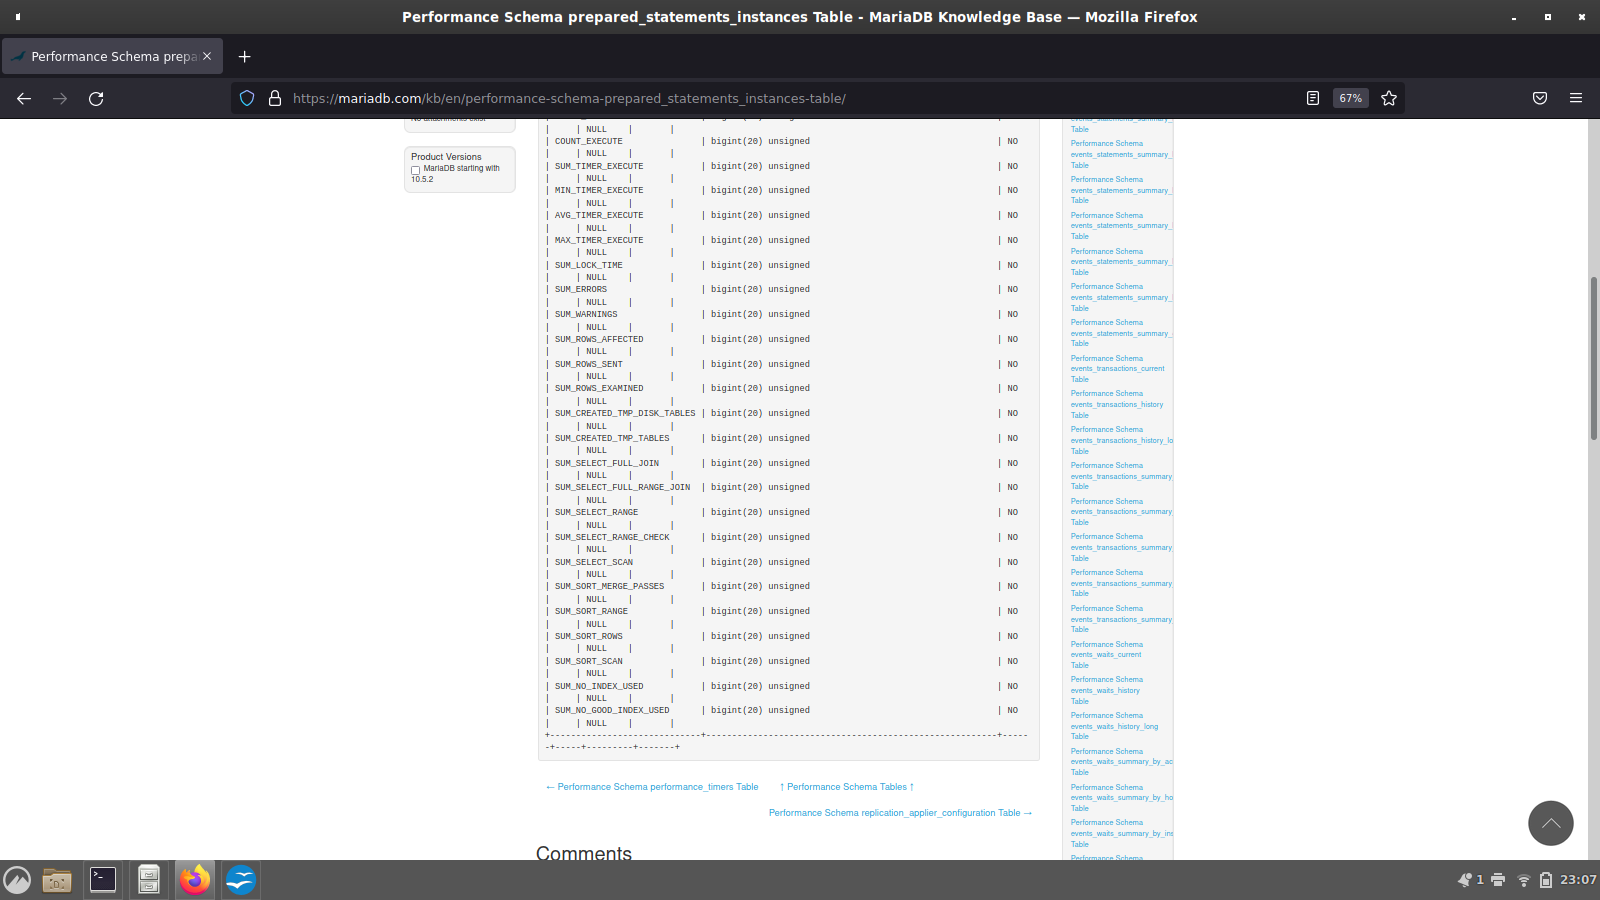 Performance Schema prepared_statements_instances Table - MariaDB Knowledge Base — Mozilla Firefox
Performance Schema prepa
https://mariadb.com/kb/en/performance-schema-prepared_statements_instances-table/
67%
Product Versions
MariaDB starting with
10.5.2
|     | NULL    |       |
| COUNT_EXECUTE               | bigint(20) unsigned                                    | NO
|     | NULL    |       |
| SUM_TIMER_EXECUTE           | bigint(20) unsigned                                    | NO
|     | NULL    |       |
| MIN_TIMER_EXECUTE           | bigint(20) unsigned                                    | NO
|     | NULL    |       |
| AVG_TIMER_EXECUTE           | bigint(20) unsigned                                    | NO
|     | NULL    |       |
| MAX_TIMER_EXECUTE           | bigint(20) unsigned                                    | NO
|     | NULL    |       |
| SUM_LOCK_TIME               | bigint(20) unsigned                                    | NO
|     | NULL    |       |
| SUM_ERRORS                  | bigint(20) unsigned                                    | NO
|     | NULL    |       |
| SUM_WARNINGS                | bigint(20) unsigned                                    | NO
|     | NULL    |       |
| SUM_ROWS_AFFECTED           | bigint(20) unsigned                                    | NO
|     | NULL    |       |
| SUM_ROWS_SENT               | bigint(20) unsigned                                    | NO
|     | NULL    |       |
| SUM_ROWS_EXAMINED           | bigint(20) unsigned                                    | NO
|     | NULL    |       |
| SUM_CREATED_TMP_DISK_TABLES | bigint(20) unsigned                                    | NO
|     | NULL    |       |
| SUM_CREATED_TMP_TABLES      | bigint(20) unsigned                                    | NO
|     | NULL    |       |
| SUM_SELECT_FULL_JOIN        | bigint(20) unsigned                                    | NO
|     | NULL    |       |
| SUM_SELECT_FULL_RANGE_JOIN  | bigint(20) unsigned                                    | NO
|     | NULL    |       |
| SUM_SELECT_RANGE            | bigint(20) unsigned                                    | NO
|     | NULL    |       |
| SUM_SELECT_RANGE_CHECK      | bigint(20) unsigned                                    | NO
|     | NULL    |       |
| SUM_SELECT_SCAN             | bigint(20) unsigned                                    | NO
|     | NULL    |       |
| SUM_SORT_MERGE_PASSES       | bigint(20) unsigned                                    | NO
|     | NULL    |       |
| SUM_SORT_RANGE              | bigint(20) unsigned                                    | NO
|     | NULL    |       |
| SUM_SORT_ROWS               | bigint(20) unsigned                                    | NO
|     | NULL    |       |
| SUM_SORT_SCAN               | bigint(20) unsigned                                    | NO
|     | NULL    |       |
| SUM_NO_INDEX_USED           | bigint(20) unsigned                                    | NO
|     | NULL    |       |
| SUM_NO_GOOD_INDEX_USED      | bigint(20) unsigned                                    | NO
|     | NULL    |       |
+-----------------------------+--------------------------------------------------------+-----
-+-----+---------+-------+
← Performance Schema performance_timers Table
↑ Performance Schema Tables ↑
Performance Schema replication_applier_configuration Table →
Comments
Table
Performance Schema
events_statements_summary_
Table
Performance Schema
events_statements_summary_
Table
Performance Schema
events_statements_summary_
Table
Performance Schema
events_statements_summary_
Table
Performance Schema
events_statements_summary_
Table
Performance Schema
events_statements_summary_
Table
Performance Schema
events_transactions_current
Table
Performance Schema
events_transactions_history
Table
Performance Schema
events_transactions_history_lo
Table
Performance Schema
events_transactions_summary_
Table
Performance Schema
events_transactions_summary_
Table
Performance Schema
events_transactions_summary_
Table
Performance Schema
events_transactions_summary_
Table
Performance Schema
events_transactions_summary_
Table
Performance Schema
events_waits_current
Table
Performance Schema
events_waits_history
Table
Performance Schema
events_waits_history_long
Table
Performance Schema
events_waits_summary_by_ac
Table
Performance Schema
events_waits_summary_by_ho
Table
Performance Schema
events_waits_summary_by_ins
Table
1
23:07